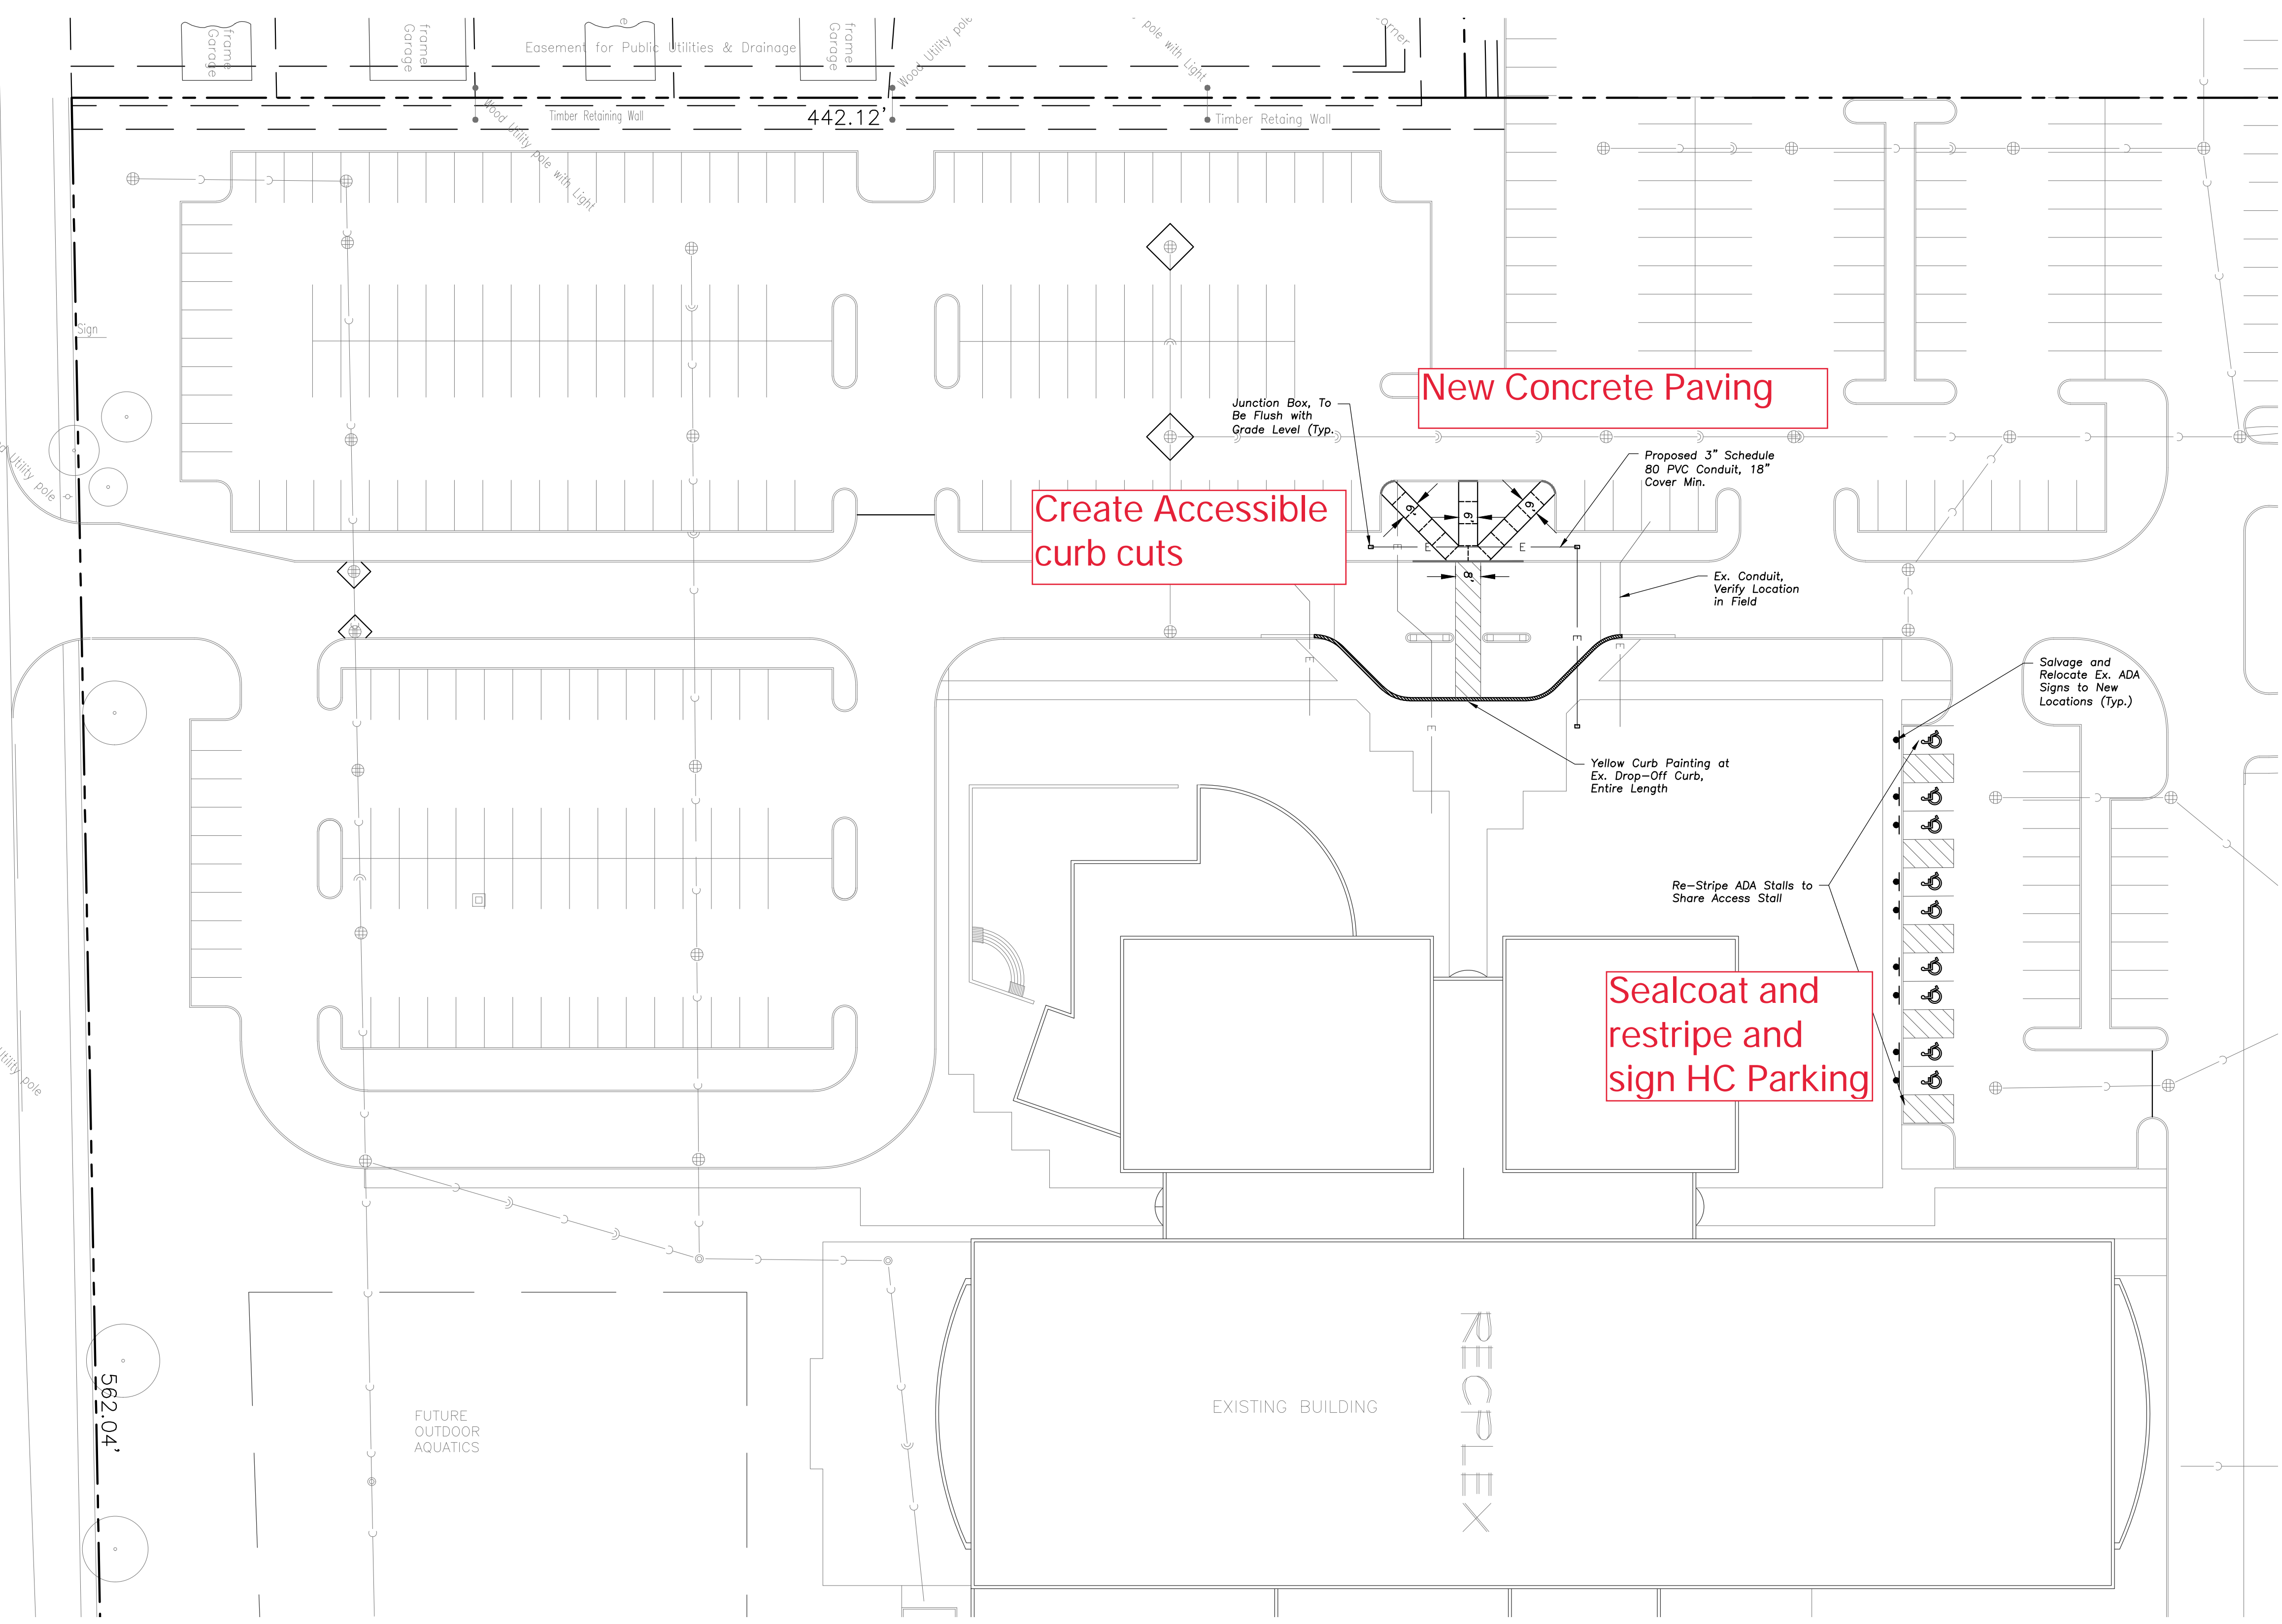 frame
Garage
frame
Garage
Easement for Public Utilities & Drainage
frame
Garage
Wood Utility pole
pole with Light
orner
Wood Utility pole with Light
Timber Retaining Wall
442.12'
Timber Retaing Wall
Sign
Utility pole
New Concrete Paving
Junction Box, To
Be Flush with
Grade Level (Typ.
Proposed 3" Schedule
80 PVC Conduit, 18"
Cover Min.
Create Accessible
curb cuts
6'
6'
6'
E
E
E
8'
Ex. Conduit,
Verify Location
in Field
E
E
E
E
Salvage and
Relocate Ex. ADA
Signs to New
Locations (Typ.)
Yellow Curb Painting at
Ex. Drop-Off Curb,
Entire Length
Re-Stripe ADA Stalls to
Share Access Stall
Sealcoat and
restripe and
sign HC Parking
Utility pole
562.04'
FUTURE
OUTDOOR
AQUATICS
EXISTING BUILDING
RECPLEX